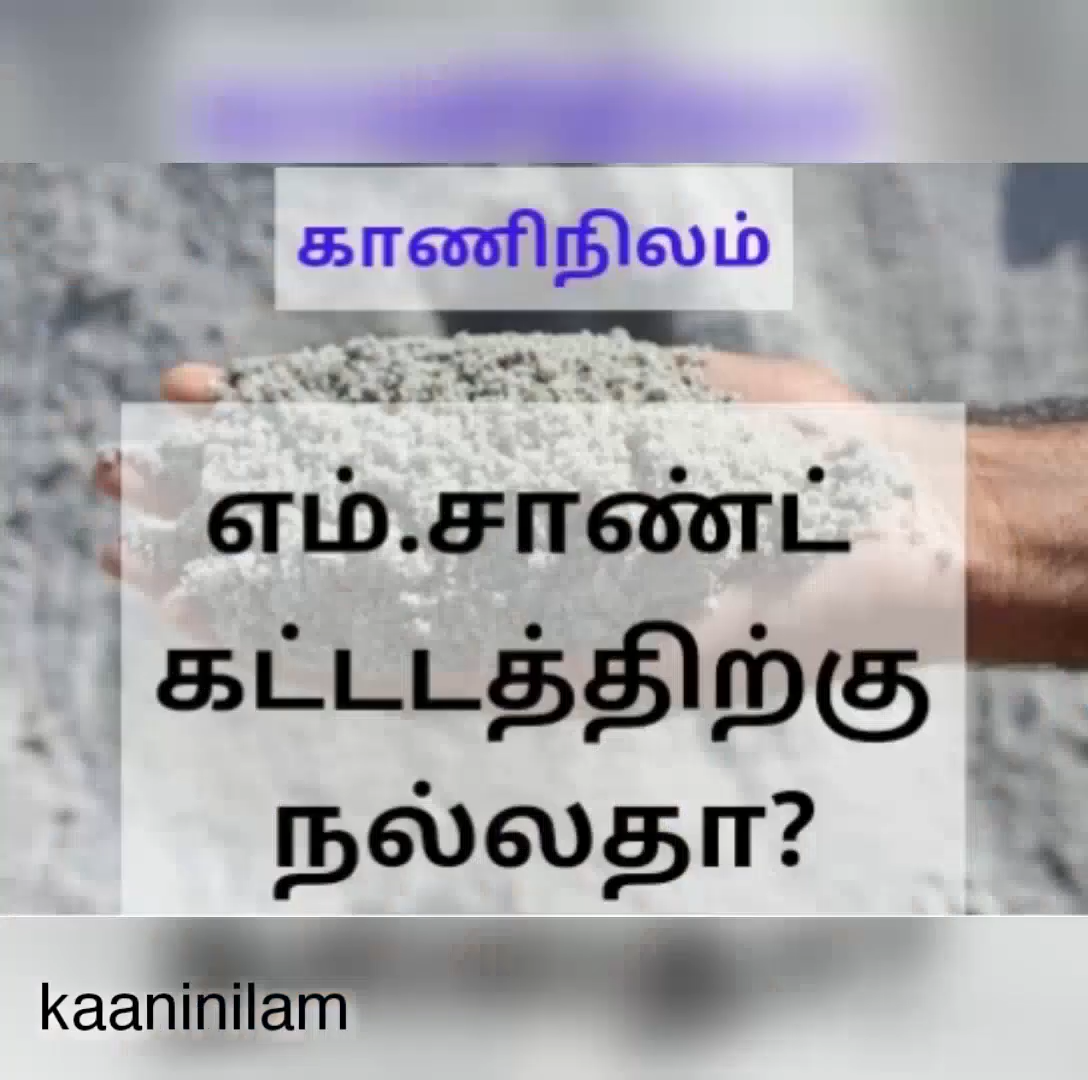 காணிநிலம்
எம்.சாண்ட்
கட்டடத்திற்கு
நல்லதா?
kaaninilam